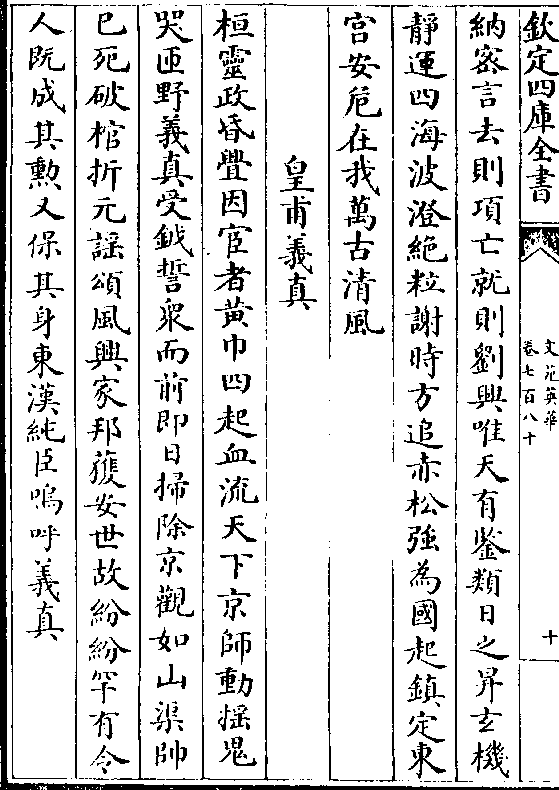 欽定四庫全書
文苑英華
卷七百八十
十
納宻言去則項亡就則劉興唯天有鉴類日之昇玄機
靜運四海波澄絶粒謝時方追赤松強為國起鎮定東
宫安危在我萬古清風
皇甫義真
桓靈政昏舋因宦者黄巾四起血流天下京師動揺鬼
哭匝野義真受鉞誓衆而前即日掃除京觀如山渠帥
已死破棺折元謡頌風興家邦獲安世故紛紛罕有令
人既成其勲又保其身東漢純臣嗚呼義真